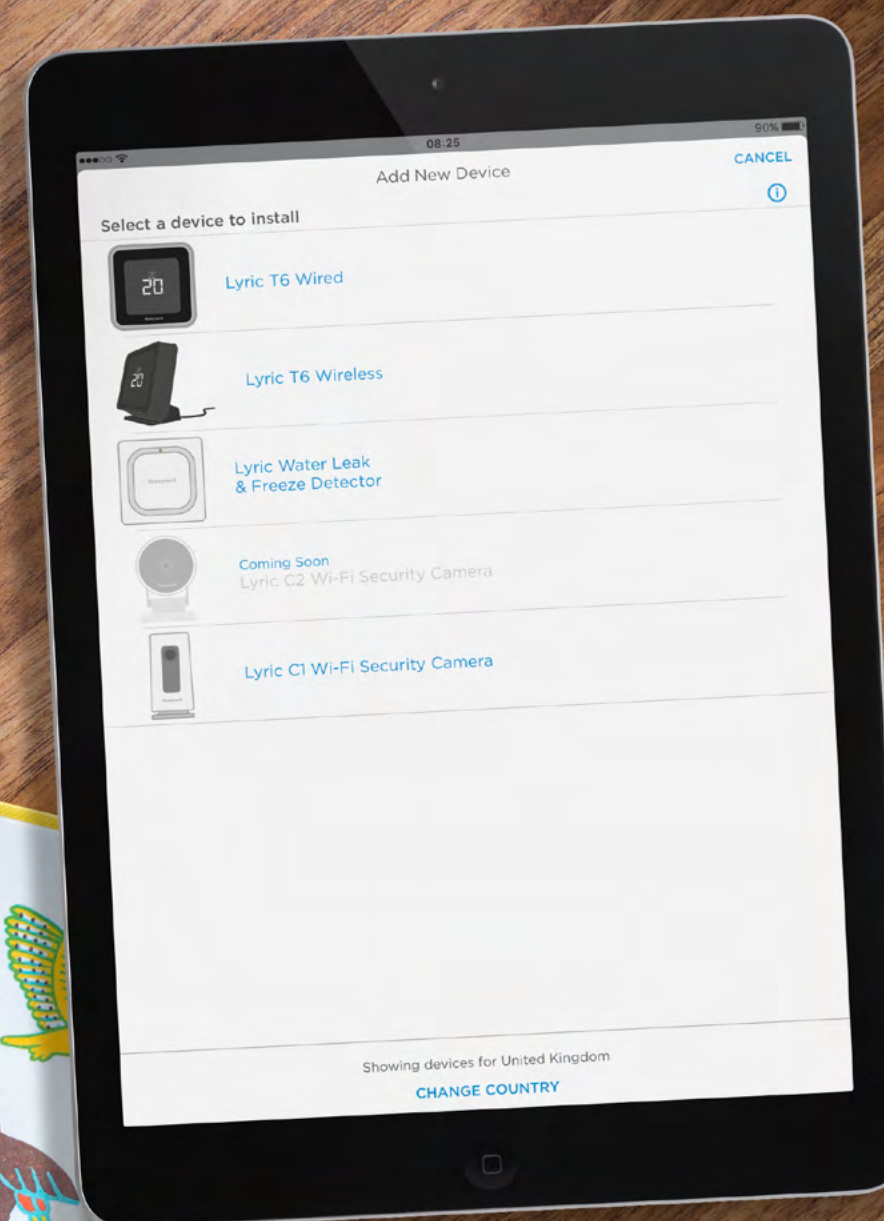 08:25
90%
Add New Device
CANCEL
Select a device to install
20
Lyric T6 Wired
20
Lyric T6 Wireless
Lyric Water Leak
& Freeze Detector
Coming Soon
Lyric C2 Wi-Fi Security Camera
Lyric C1 Wi-Fi Security Camera
Showing devices for United Kingdom
CHANGE COUNTRY